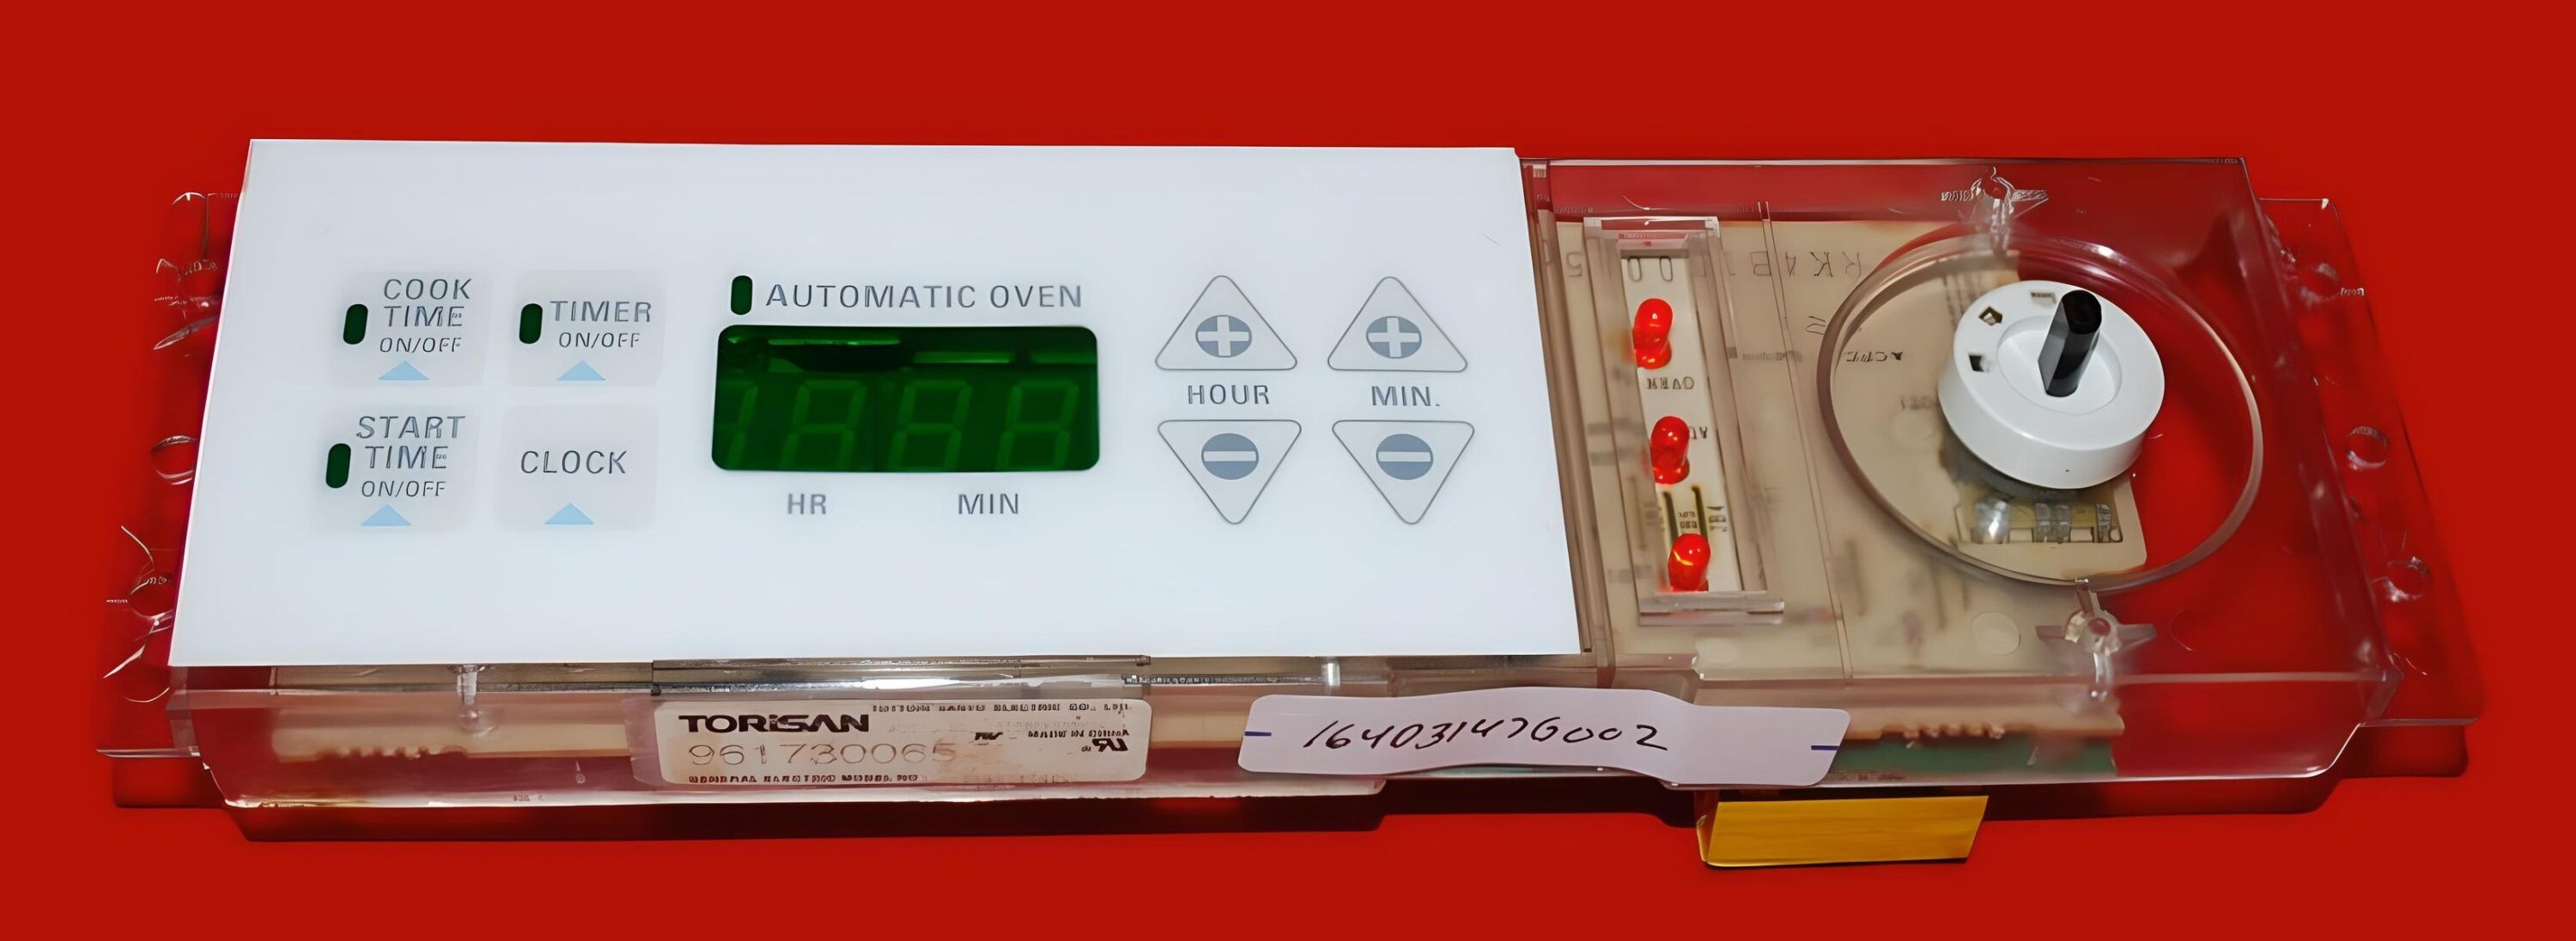 COOK
TIME
ON/OFF
TIMER
ON/OFF
AUTOMATIC OVEN
HOUR
MIN.
START
TIME
ON/OFF
CLOCK
HR
MIN
OVEN
TORiSAN
961730065
164031476002